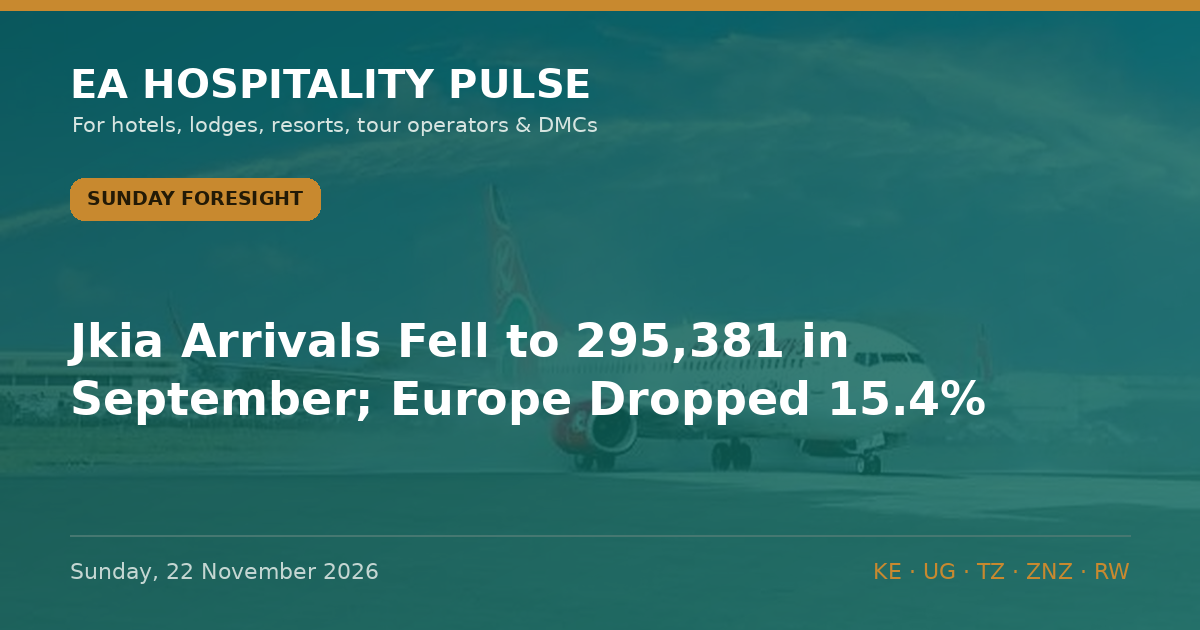 EA HOSPITALITY PULSE
For hotels, lodges, resorts, tour operators & DMCs
SUNDAY FORESIGHT
Jkia Arrivals Fell to 295,381 in
September; Europe Dropped 15.4%
Sunday, 22 November 2026
KE · UG · TZ · ZNZ · RW